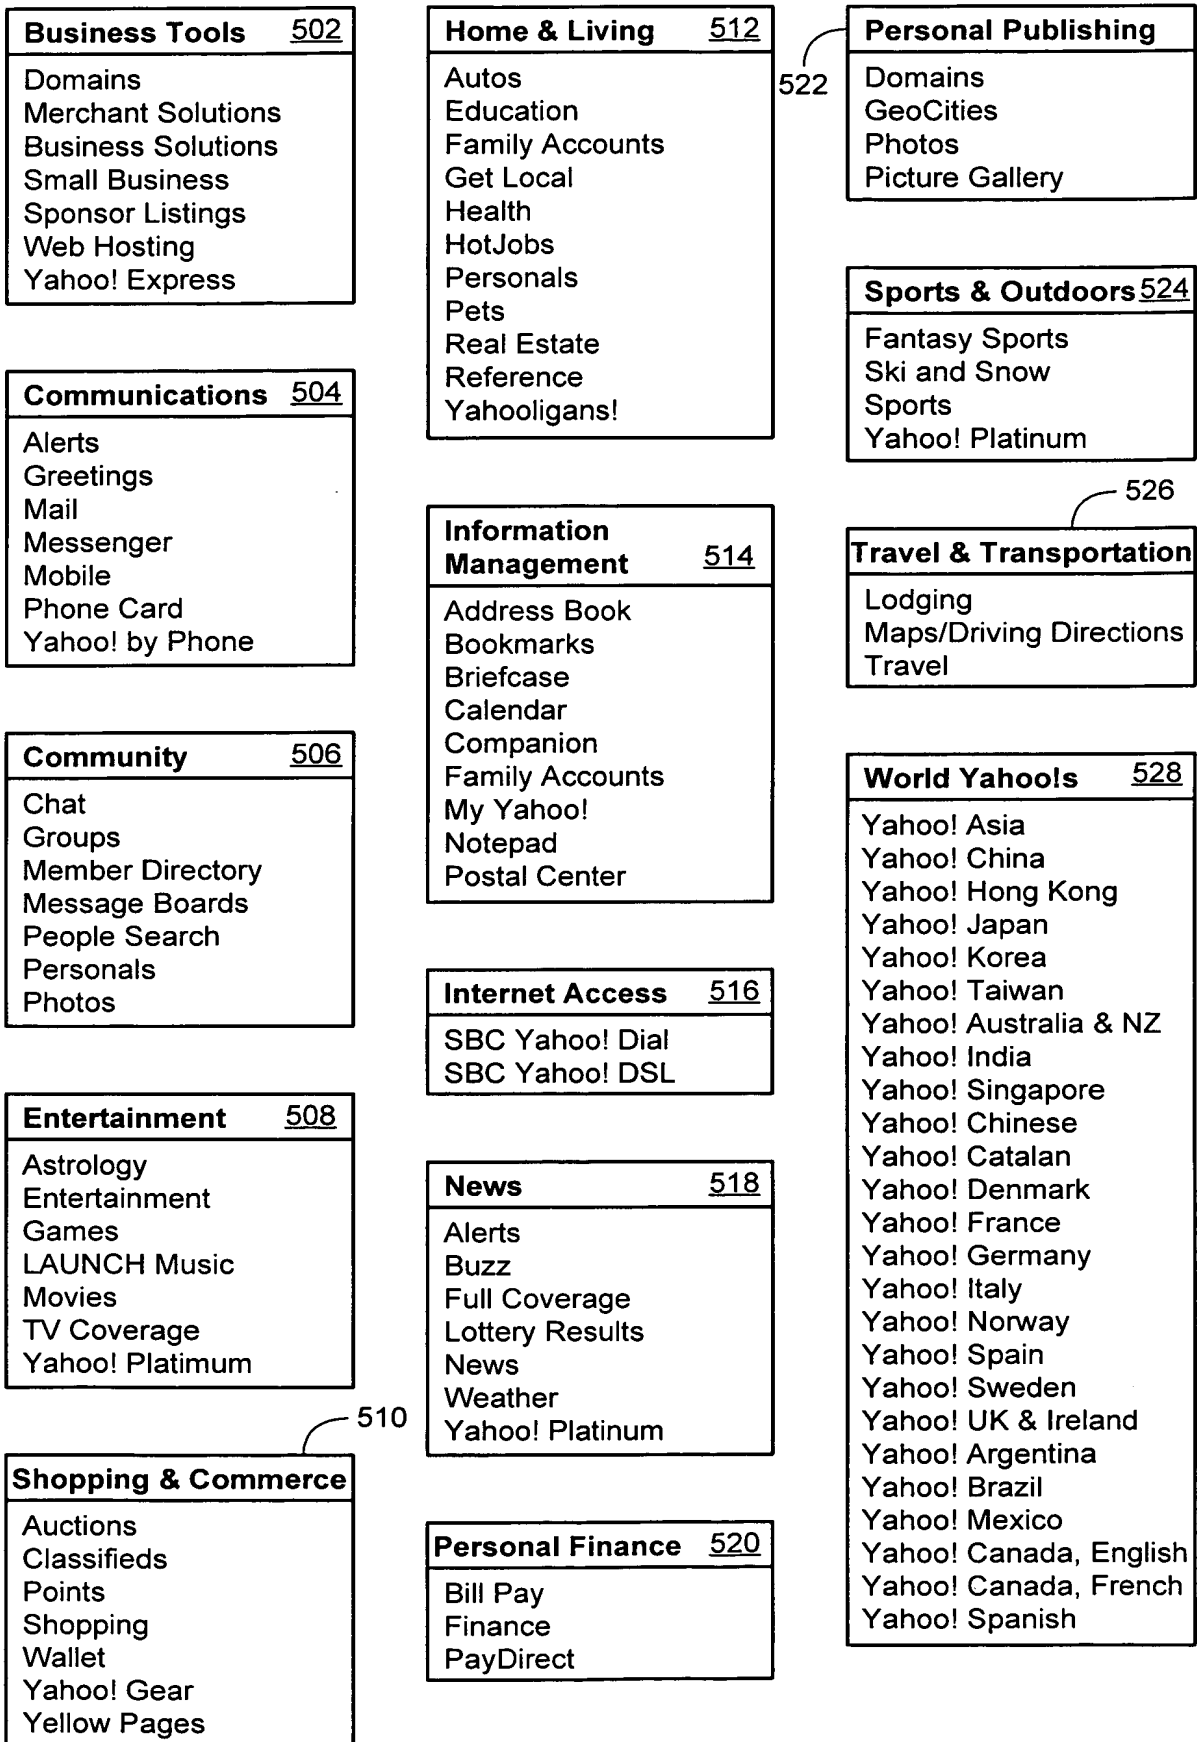 Business Tools 502
Domains
Merchant Solutions
Business Solutions
Small Business
Sponsor Listings
Web Hosting
Yahoo! Express
Communications 504
Alerts
Greetings
Mail
Messenger
Mobile
Phone Card
Yahoo! by Phone
Community 506
Chat
Groups
Member Directory
Message Boards
People Search
Personals
Photos
Entertainment 508
Astrology
Entertainment
Games
LAUNCH Music
Movies
TV Coverage
Yahoo! Platimum
510
Shopping & Commerce
Auctions
Classifieds
Points
Shopping
Wallet
Yahoo! Gear
Yellow Pages
Home & Living 512
Autos
Education
Family Accounts
Get Local
Health
HotJobs
Personals
Pets
Real Estate
Reference
Yahooligans!
Information
Management 514
Address Book
Bookmarks
Briefcase
Calendar
Companion
Family Accounts
My Yahoo!
Notepad
Postal Center
Internet Access 516
SBC Yahoo! Dial
SBC Yahoo! DSL
News 518
Alerts
Buzz
Full Coverage
Lottery Results
News
Weather
Yahoo! Platinum
Personal Finance 520
Bill Pay
Finance
PayDirect
522
Personal Publishing
Domains
GeoCities
Photos
Picture Gallery
Sports & Outdoors 524
Fantasy Sports
Ski and Snow
Sports
Yahoo! Platinum
526
Travel & Transportation
Lodging
Maps/Driving Directions
Travel
World Yahoo!s 528
Yahoo! Asia
Yahoo! China
Yahoo! Hong Kong
Yahoo! Japan
Yahoo! Korea
Yahoo! Taiwan
Yahoo! Australia & NZ
Yahoo! India
Yahoo! Singapore
Yahoo! Chinese
Yahoo! Catalan
Yahoo! Denmark
Yahoo! France
Yahoo! Germany
Yahoo! Italy
Yahoo! Norway
Yahoo! Spain
Yahoo! Sweden
Yahoo! UK & Ireland
Yahoo! Argentina
Yahoo! Brazil
Yahoo! Mexico
Yahoo! Canada, English
Yahoo! Canada, French
Yahoo! Spanish